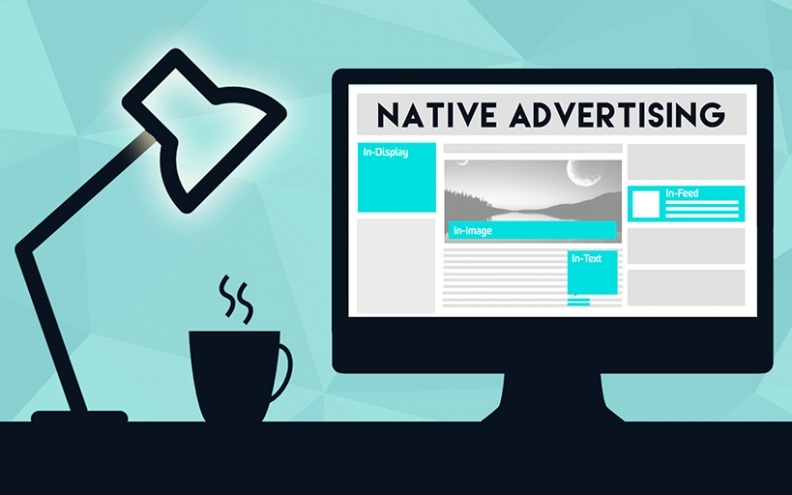 NATIVE ADVERTISING
In-Display
In-Image
In-Text
In-Feed